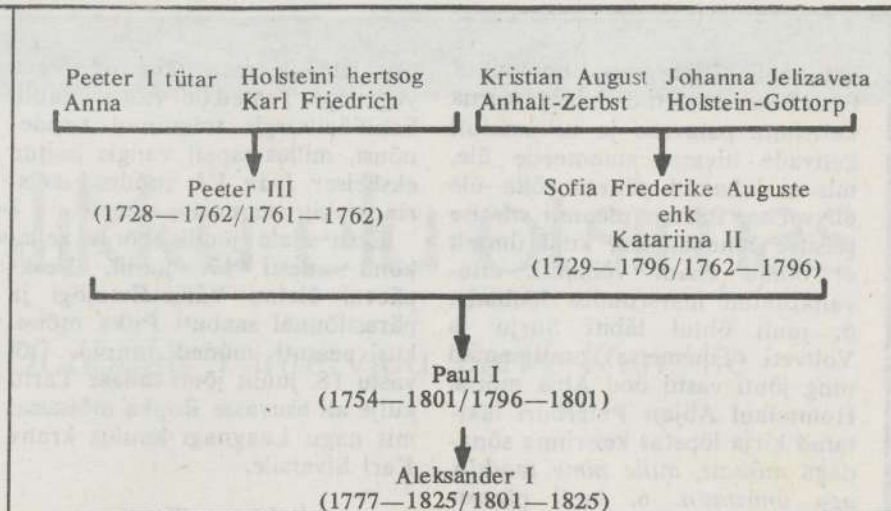 Peeter I tütar Holsteini hertsog Kristian August Johanna Jelizaveta
Anna Karl Friedrich Anhalt-Zerbst Holstein-Gottorp
Peeter III
(1728—1762/1761—1762)
Sofia Frederike Auguste
ehk
Katariina II
(1729—1796/1762—1796)
Paul I
(1754—1801/1796—1801)
Aleksander I
(1777—1825/1801—1825)